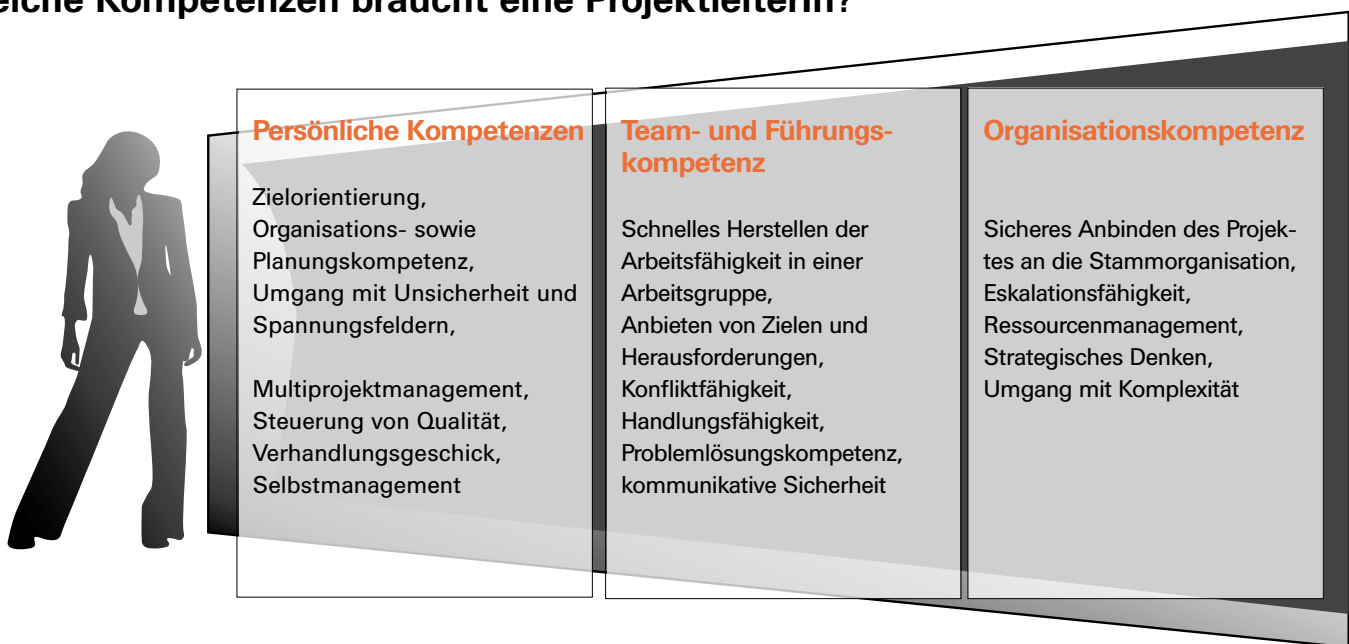 elche Kompetenzen braucht eine Projektleiterin?
Persönliche Kompetenzen
Zielorientierung,
Organisations- sowie
Planungskompetenz,
Umgang mit Unsicherheit und
Spannungsfeldern,
Multiprojektmanagement,
Steuerung von Qualität,
Verhandlungsgeschick,
Selbstmanagement
Team- und Führungs-
kompetenz
Schnelles Herstellen der
Arbeitsfähigkeit in einer
Arbeitsgruppe,
Anbieten von Zielen und
Herausforderungen,
Konfliktfähigkeit,
Handlungsfähigkeit,
Problemlösungskompetenz,
kommunikative Sicherheit
Organisationskompetenz
Sicheres Anbinden des Projek-
tes an die Stammorganisation,
Eskalationsfähigkeit,
Ressourcenmanagement,
Strategisches Denken,
Umgang mit Komplexität